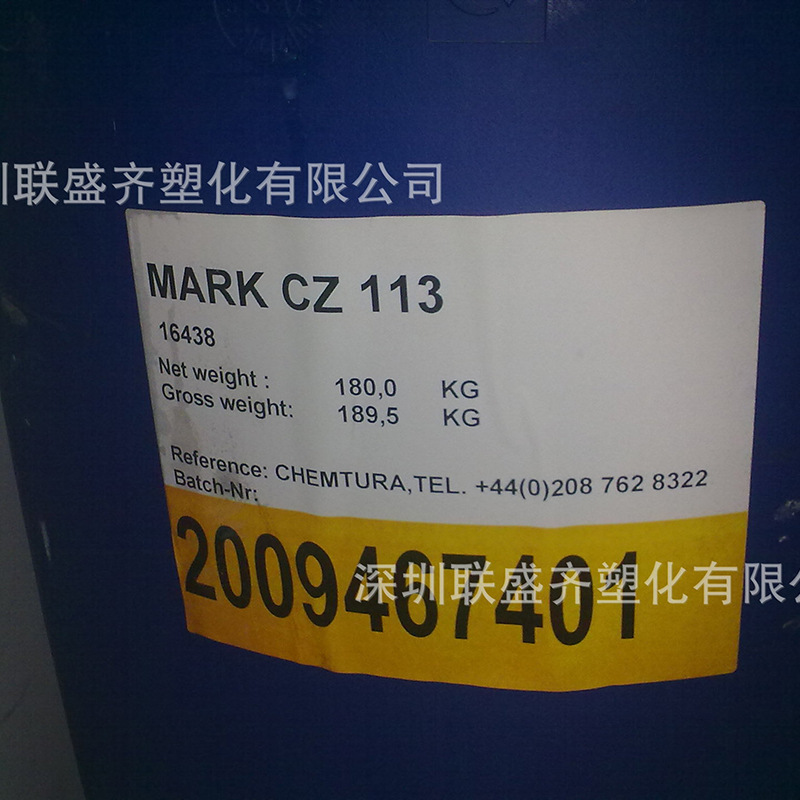 圳联盛齐塑化有限公司
MARK CZ 113
16438
Net weight : 180,0 KG
Gross weight: 189,5 KG
Reference: CHEMTURA,TEL. +44(0)208 762 8322
Batch-Nr:
2009467401
深圳联盛齐塑化有限公